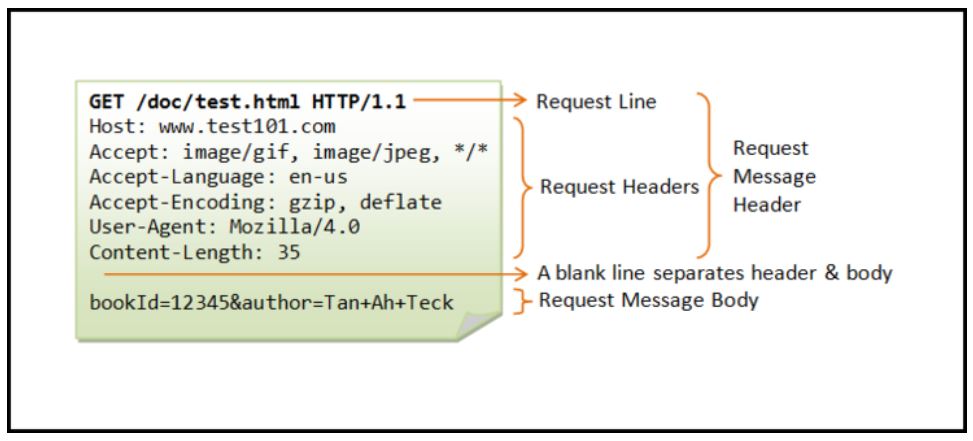 GET /doc/test.html HTTP/1.1
Request Line
Host: www.test101.com
Accept: image/gif, image/jpeg, */*
Accept-Language: en-us
Accept-Encoding: gzip, deflate
User-Agent: Mozilla/4.0
Content-Length: 35
Request Headers
Request
Message
Header
A blank line separates header & body
bookId=12345&author=Tan+Ah+Teck
Request Message Body